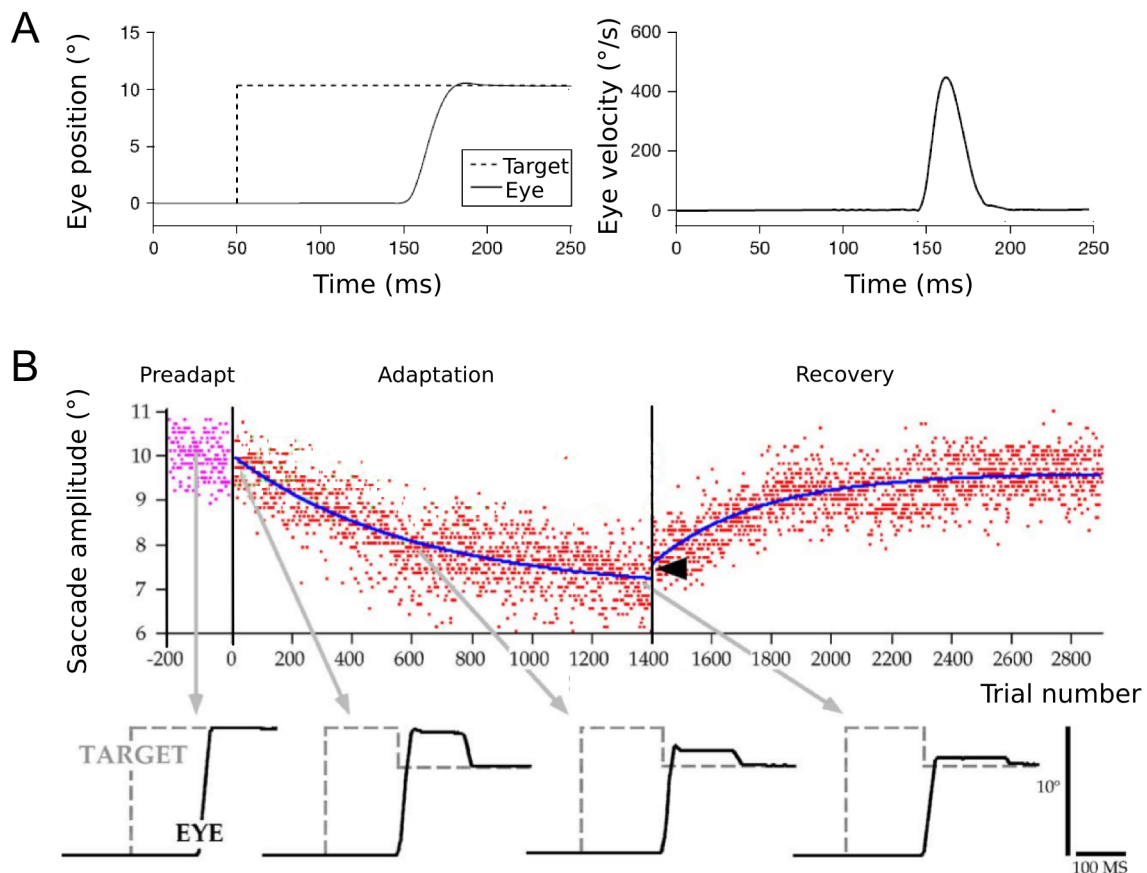 A
Eye position (°)
15
10
5
0
Target
Eye
0 50 100 150 200 250
Time (ms)
Eye velocity (°/s)
600
400
200
0
0 50 100 150 200 250
Time (ms)
B
Preadapt Adaptation Recovery
Saccade amplitude (°)
11
10
9
8
7
6
-200 0 200 400 600 800 1000 1200 1400 1600 1800 2000 2200 2400 2600 2800
Trial number
TARGET
EYE
10°
100 MS